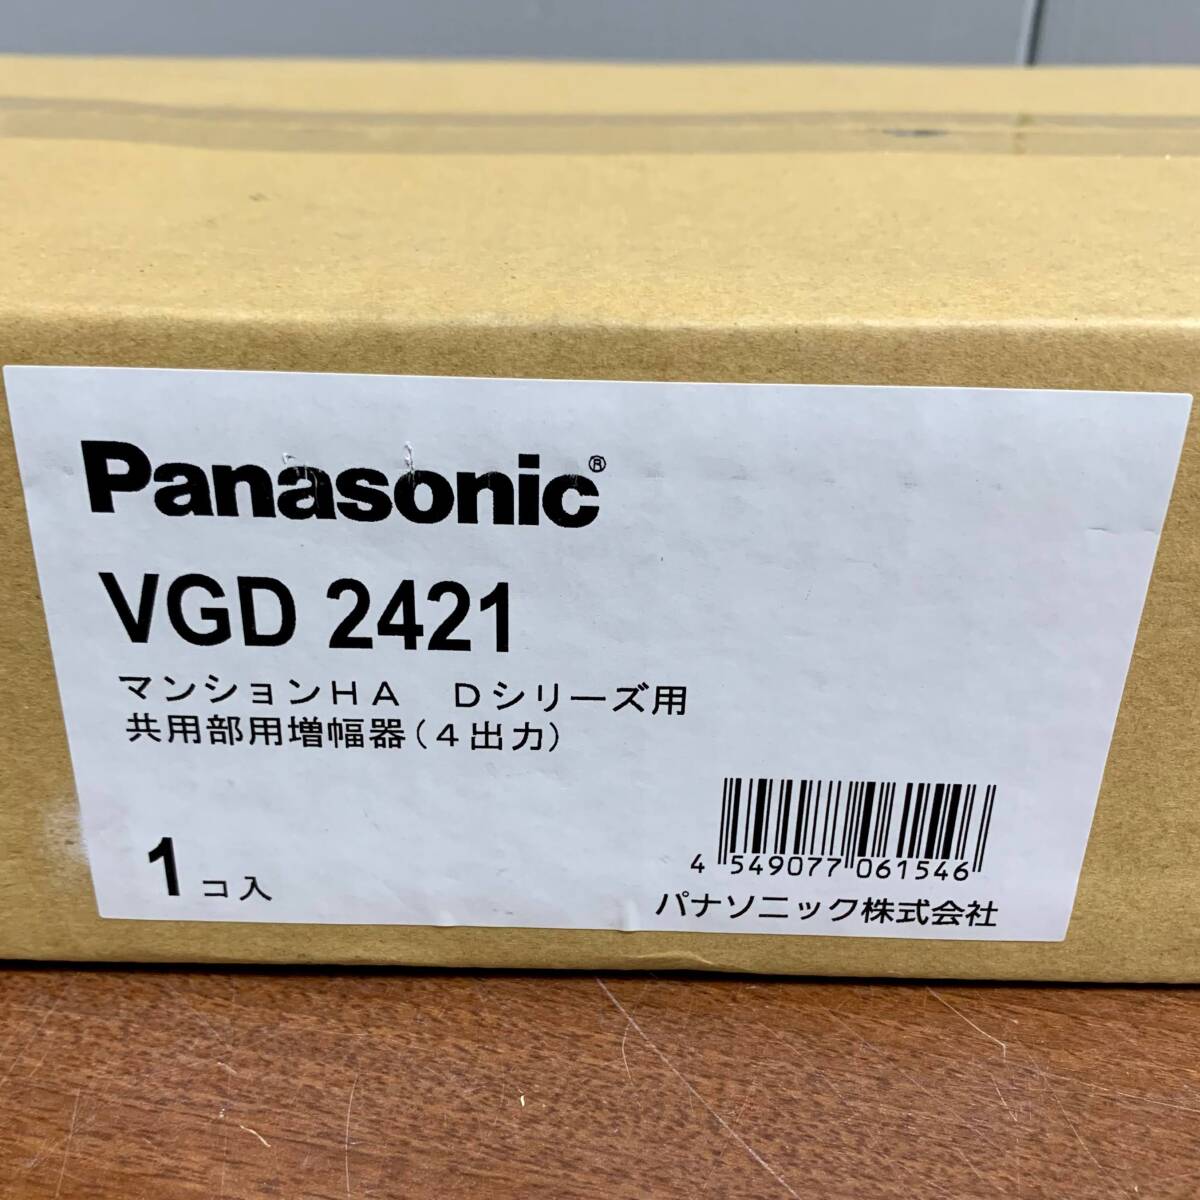 Panasonic®
VGD 2421
マンションＨＡ　Ｄシリーズ用
共用部用増幅器(４出力)
1コ入
4 549077 061546
パナソニック株式会社